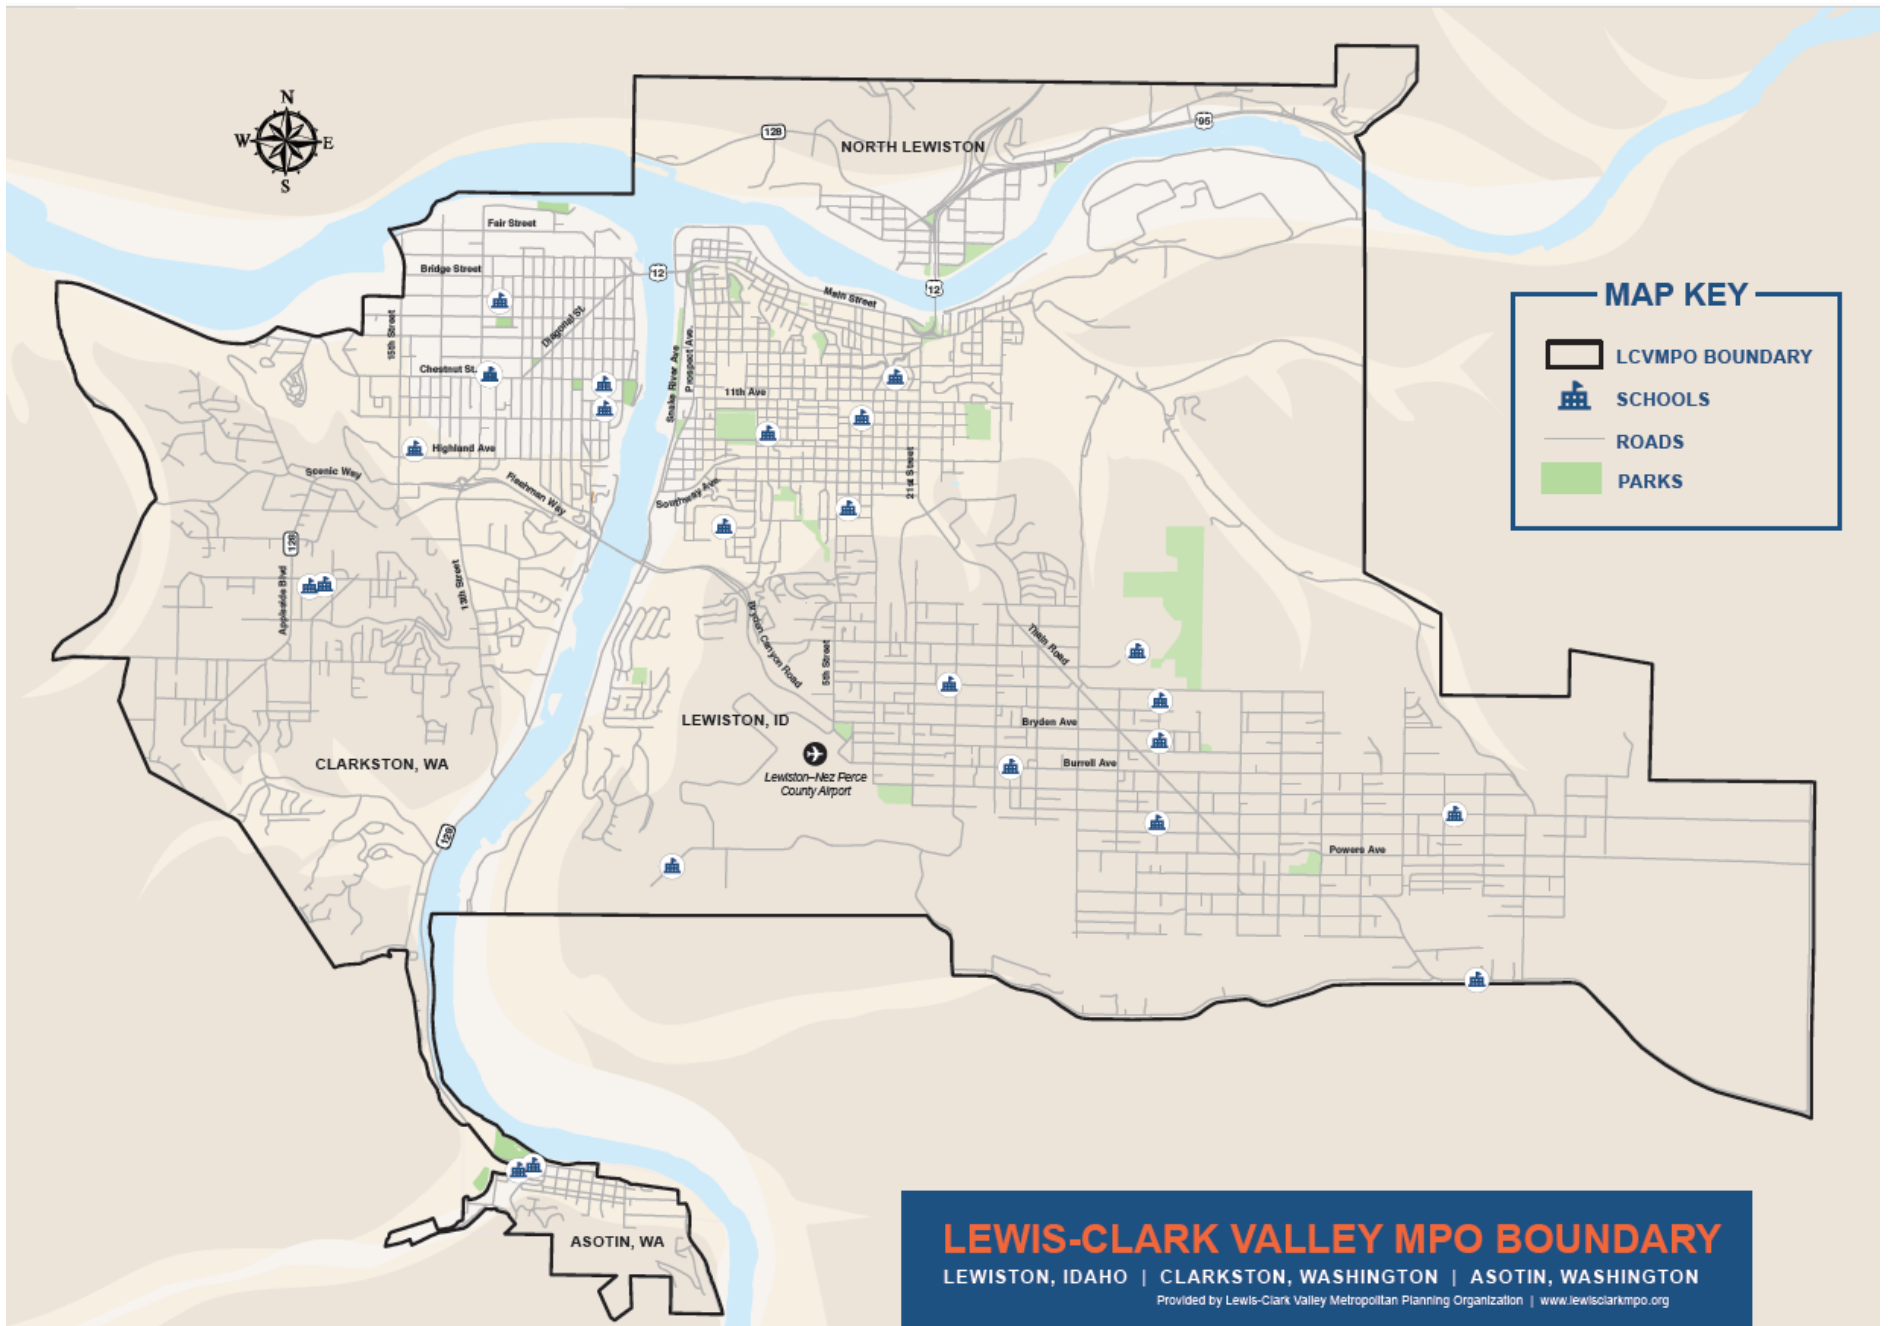 N
W
E
S
128
95
NORTH LEWISTON
Fair Street
Bridge Street
12
12
Main Street
Diagonal St.
15th Street
Snake River Ave
Prospect Ave.
Chestnut St.
11th Ave
Highland Ave
Scenic Way
Fleshman Way
Southway Ave.
21st Street
128
Appleside Blvd
13th Street
Bryden Canyon Road
5th Street
Thain Road
LEWISTON, ID
Bryden Ave
CLARKSTON, WA
Burrell Ave
Lewiston–Nez Perce
County Airport
129
Powers Ave
ASOTIN, WA
MAP KEY
LCVMPO BOUNDARY
SCHOOLS
ROADS
PARKS
LEWIS-CLARK VALLEY MPO BOUNDARY
LEWISTON, IDAHO | CLARKSTON, WASHINGTON | ASOTIN, WASHINGTON
Provided by Lewis-Clark Valley Metropolitan Planning Organization | www.lewisclarkmpo.org